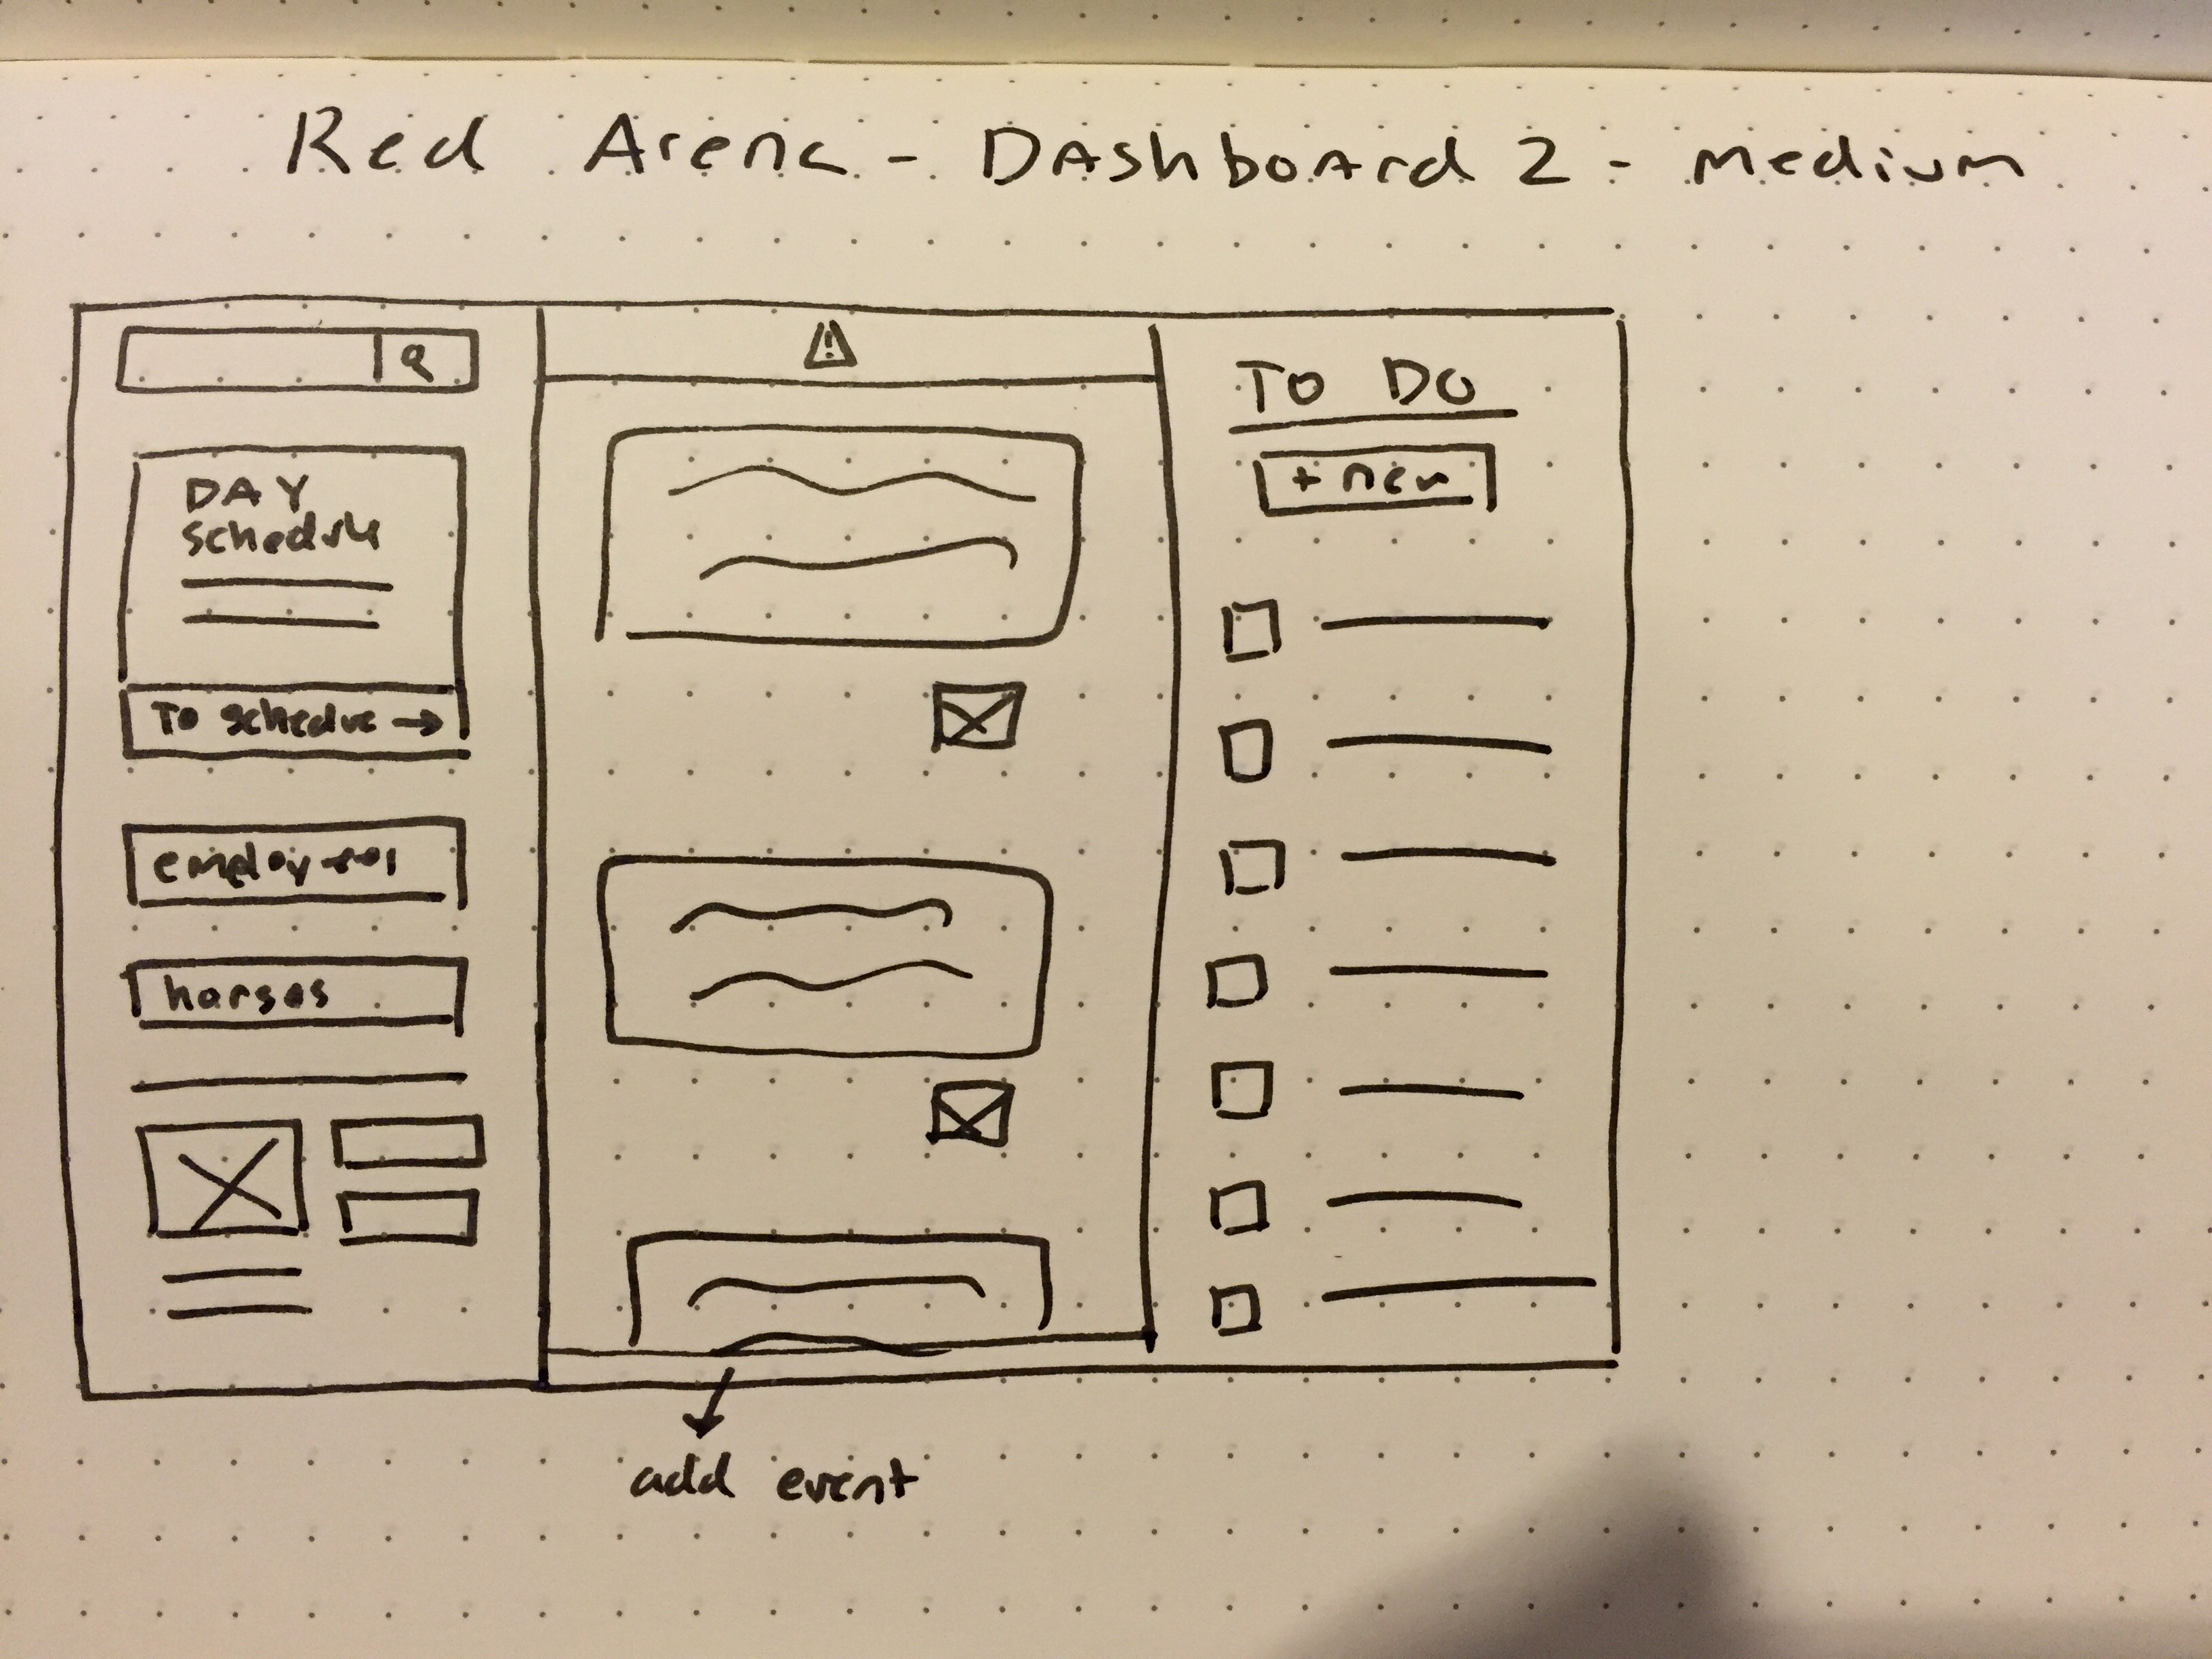 Red Arena - DAshboard 2 - medium
DAY
Schedule
To schedule →
employees
horses
TO DO
+ new
add event